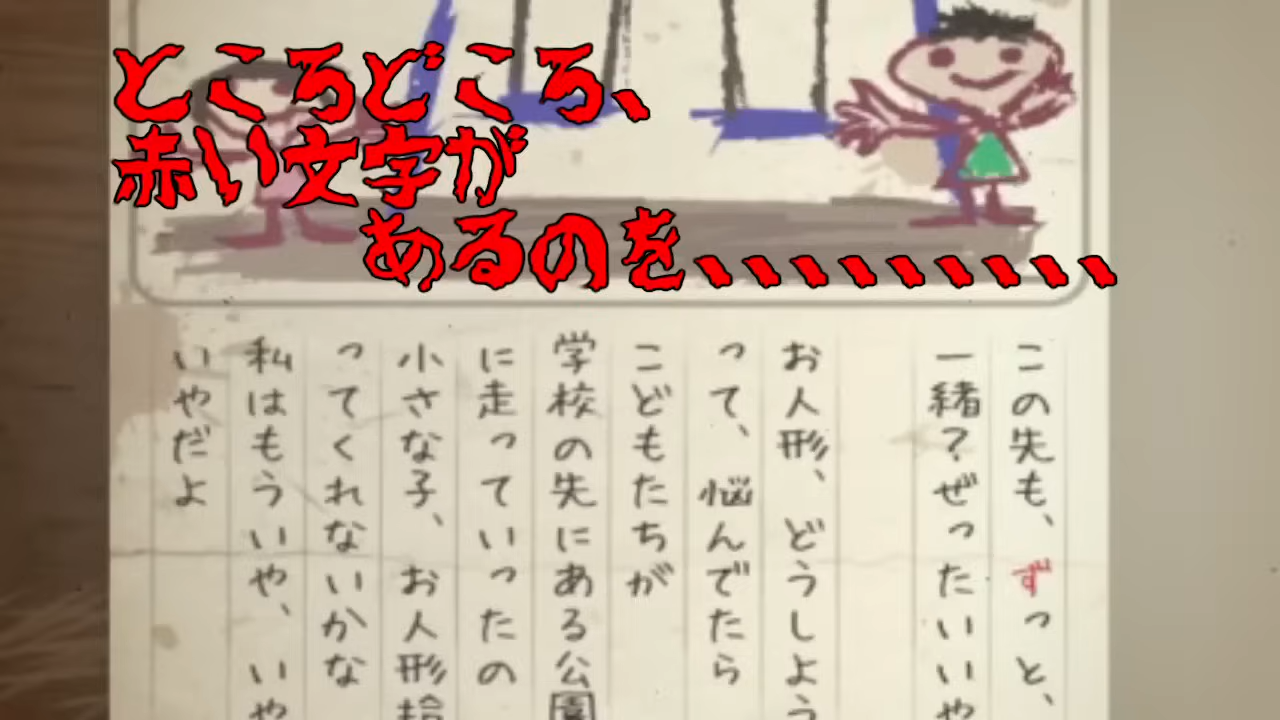 ところどころ、
赤い文字が
あるのを、、、、、、、、、
この先も、ずっと、
一緒？ぜったいいや
お人形、どうしよう
って、悩んでたら
こどもたちが
学校の先にある公園
に走っていったの
小さな子、お人形拾
ってくれないかな
私はもういや、いや
いやだよ